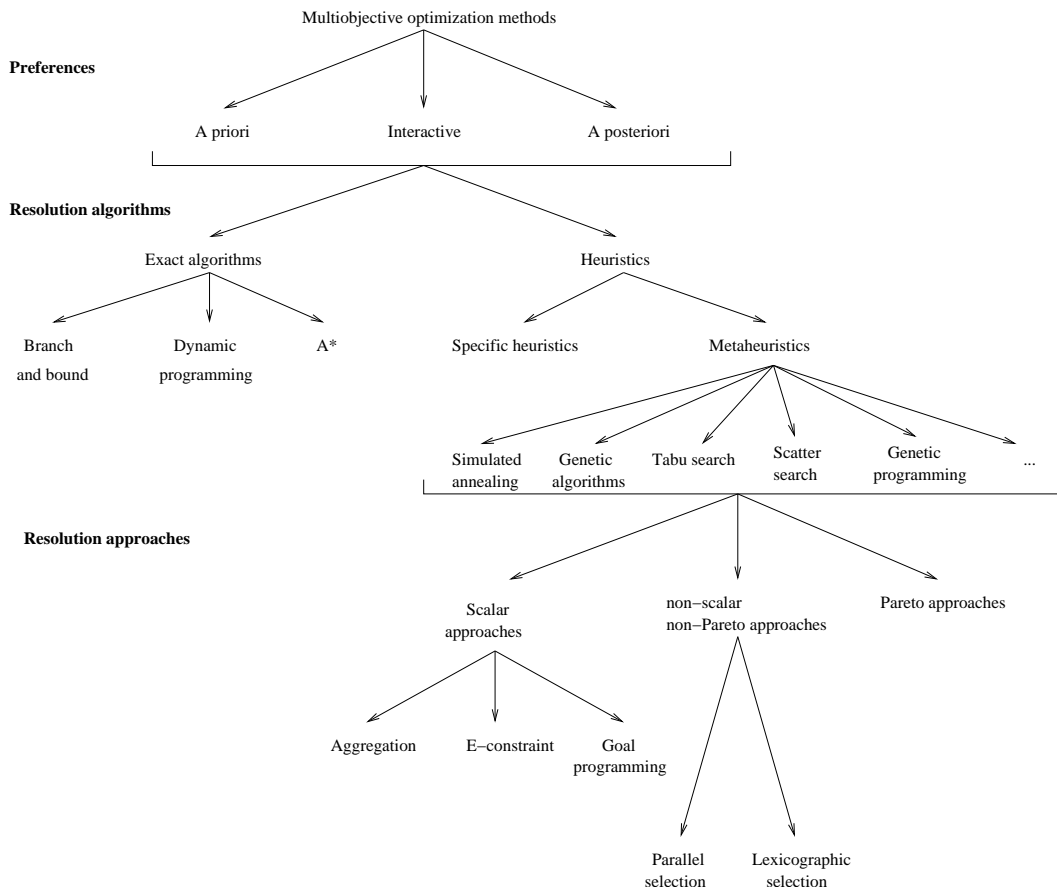 Multiobjective optimization methods
Preferences
A priori
Interactive
A posteriori
Resolution algorithms
Exact algorithms
Heuristics
Branch
and bound
Dynamic
programming
A*
Specific heuristics
Metaheuristics
Simulated
annealing
Genetic
algorithms
Tabu search
Scatter
search
Genetic
programming
...
Resolution approaches
Scalar
approaches
non−scalar
non−Pareto approaches
Pareto approaches
Aggregation
E−constraint
Goal
programming
Parallel
selection
Lexicographic
selection